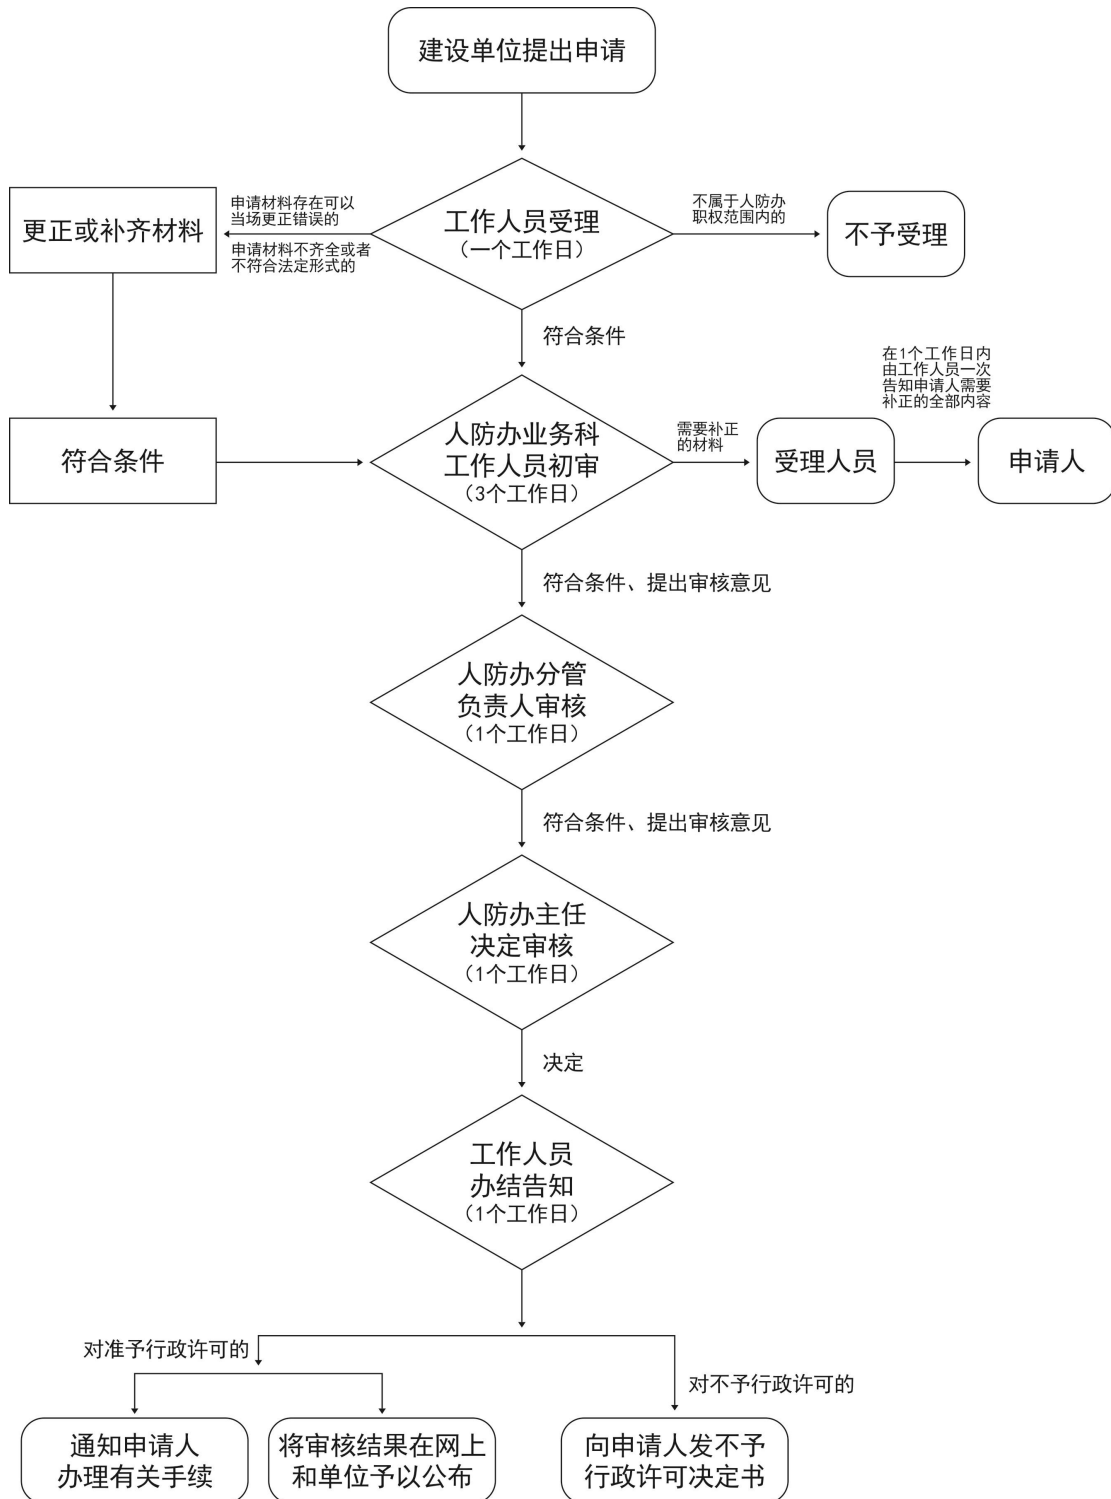 建设单位提出申请
申请材料存在可以
当场更正错误的
申请材料不齐全或者
不符合法定形式的
更正或补齐材料
工作人员受理
（一个工作日）
不属于人防办
职权范围内的
不予受理
符合条件
在1个工作日内
由工作人员一次
告知申请人需要
补正的全部内容
符合条件
人防办业务科
工作人员初审
（3个工作日）
需要补正
的材料
受理人员
申请人
符合条件、提出审核意见
人防办分管
负责人审核
（1个工作日）
符合条件、提出审核意见
人防办主任
决定审核
（1个工作日）
决定
工作人员
办结告知
（1个工作日）
对准予行政许可的
对不予行政许可的
通知申请人
办理有关手续
将审核结果在网上
和单位予以公布
向申请人发不予
行政许可决定书